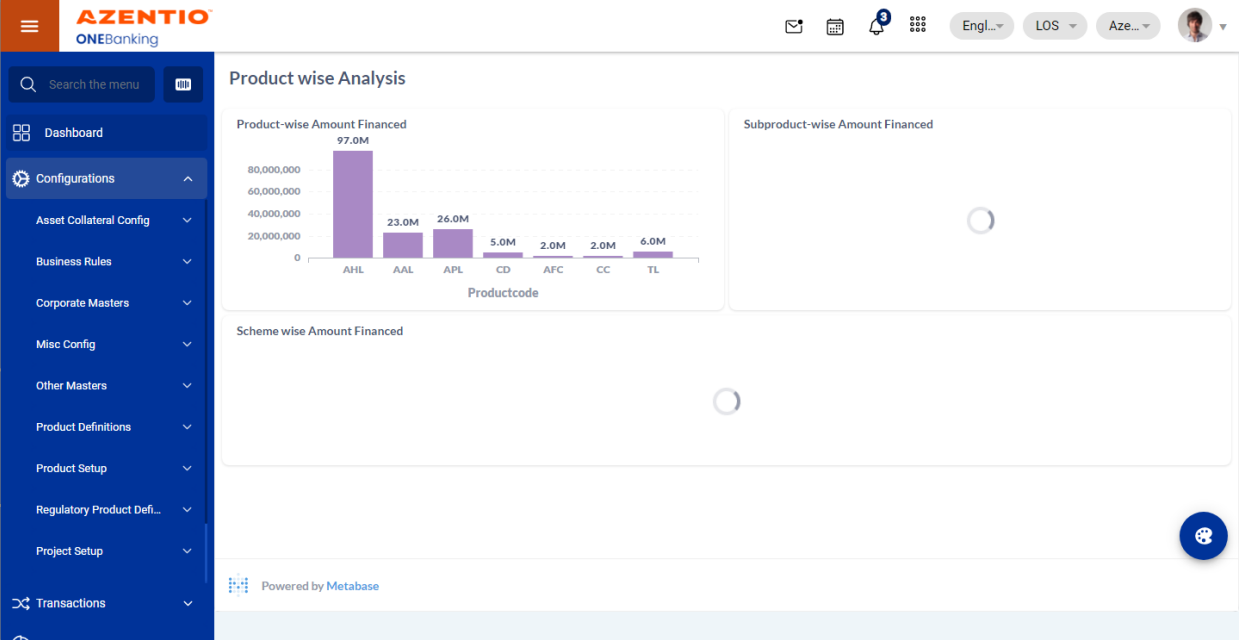 AZENTIO™
ONEBanking
3
Engl...
LOS
Aze...
Search the menu
Dashboard
Configurations
Asset Collateral Config
Business Rules
Corporate Masters
Misc Config
Other Masters
Product Definitions
Product Setup
Regulatory Product Defi...
Project Setup
Transactions
Product wise Analysis
Product-wise Amount Financed
97.0M
80,000,000
60,000,000
40,000,000
20,000,000
0
23.0M
26.0M
5.0M
2.0M
2.0M
6.0M
AHL
AAL
APL
CD
AFC
CC
TL
Productcode
Subproduct-wise Amount Financed
Scheme wise Amount Financed
Powered by Metabase